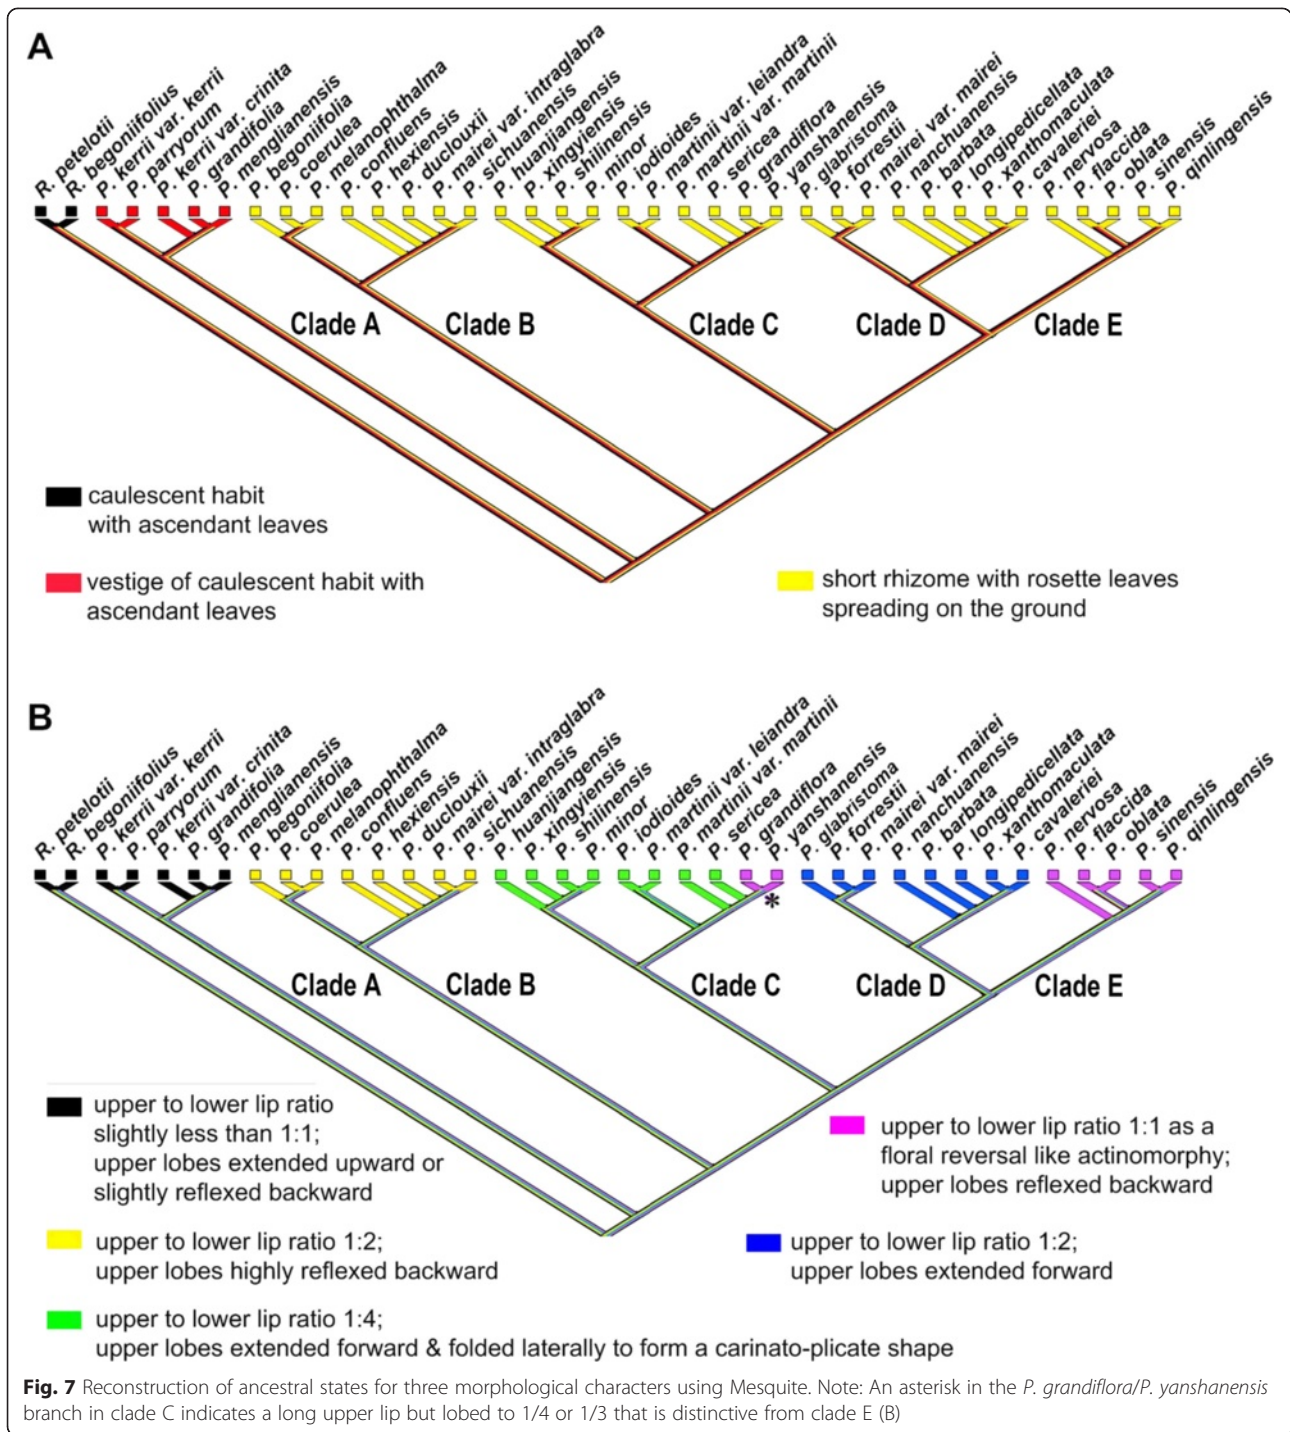 A
R. petelotii
R. begoniifolius
P. kerrii var. kerrii
P. parryorum
P. kerrii var. crinita
P. grandifolia
P. menglianensis
P. begoniifolia
P. coerulea
P. melanophthalma
P. confluens
P. hexiensis
P. duclouxii
P. mairei var. intraglabra
P. sichuanensis
P. huanjiangensis
P. xingyiensis
P. shilinensis
P. minor
P. iodioides
P. martinii var. leiandra
P. martinii var. martinii
P. sericea
P. grandiflora
P. yanshanensis
P. glabristoma
P. forrestii
P. mairei var. mairei
P. nanchuanensis
P. barbata
P. longipedicellata
P. xanthomaculata
P. cavaleriei
P. nervosa
P. flaccida
P. oblata
P. sinensis
P. qinlingensis
Clade A
Clade B
Clade C
Clade D
Clade E
caulescent habit
with ascendant leaves
vestige of caulescent habit with
ascendant leaves
short rhizome with rosette leaves
spreading on the ground
B
R. petelotii
R. begoniifolius
P. kerrii var. kerrii
P. parryorum
P. kerrii var. crinita
P. grandifolia
P. menglianensis
P. begoniifolia
P. coerulea
P. melanophthalma
P. confluens
P. hexiensis
P. duclouxii
P. mairei var. intraglabra
P. sichuanensis
P. huanjiangensis
P. xingyiensis
P. shilinensis
P. minor
P. iodioides
P. martinii var. leiandra
P. martinii var. martinii
P. sericea
P. grandiflora
P. yanshanensis
P. glabristoma
P. forrestii
P. mairei var. mairei
P. nanchuanensis
P. barbata
P. longipedicellata
P. xanthomaculata
P. cavaleriei
P. nervosa
P. flaccida
P. oblata
P. sinensis
P. qinlingensis
*
Clade A
Clade B
Clade C
Clade D
Clade E
upper to lower lip ratio
slightly less than 1:1;
upper lobes extended upward or
slightly reflexed backward
upper to lower lip ratio 1:1 as a
floral reversal like actinomorphy;
upper lobes reflexed backward
upper to lower lip ratio 1:2;
upper lobes highly reflexed backward
upper to lower lip ratio 1:2;
upper lobes extended forward
upper to lower lip ratio 1:4;
upper lobes extended forward & folded laterally to form a carinato-plicate shape
Fig. 7 Reconstruction of ancestral states for three morphological characters using Mesquite. Note: An asterisk in the P. grandiflora/P. yanshanensis
branch in clade C indicates a long upper lip but lobed to 1/4 or 1/3 that is distinctive from clade E (B)